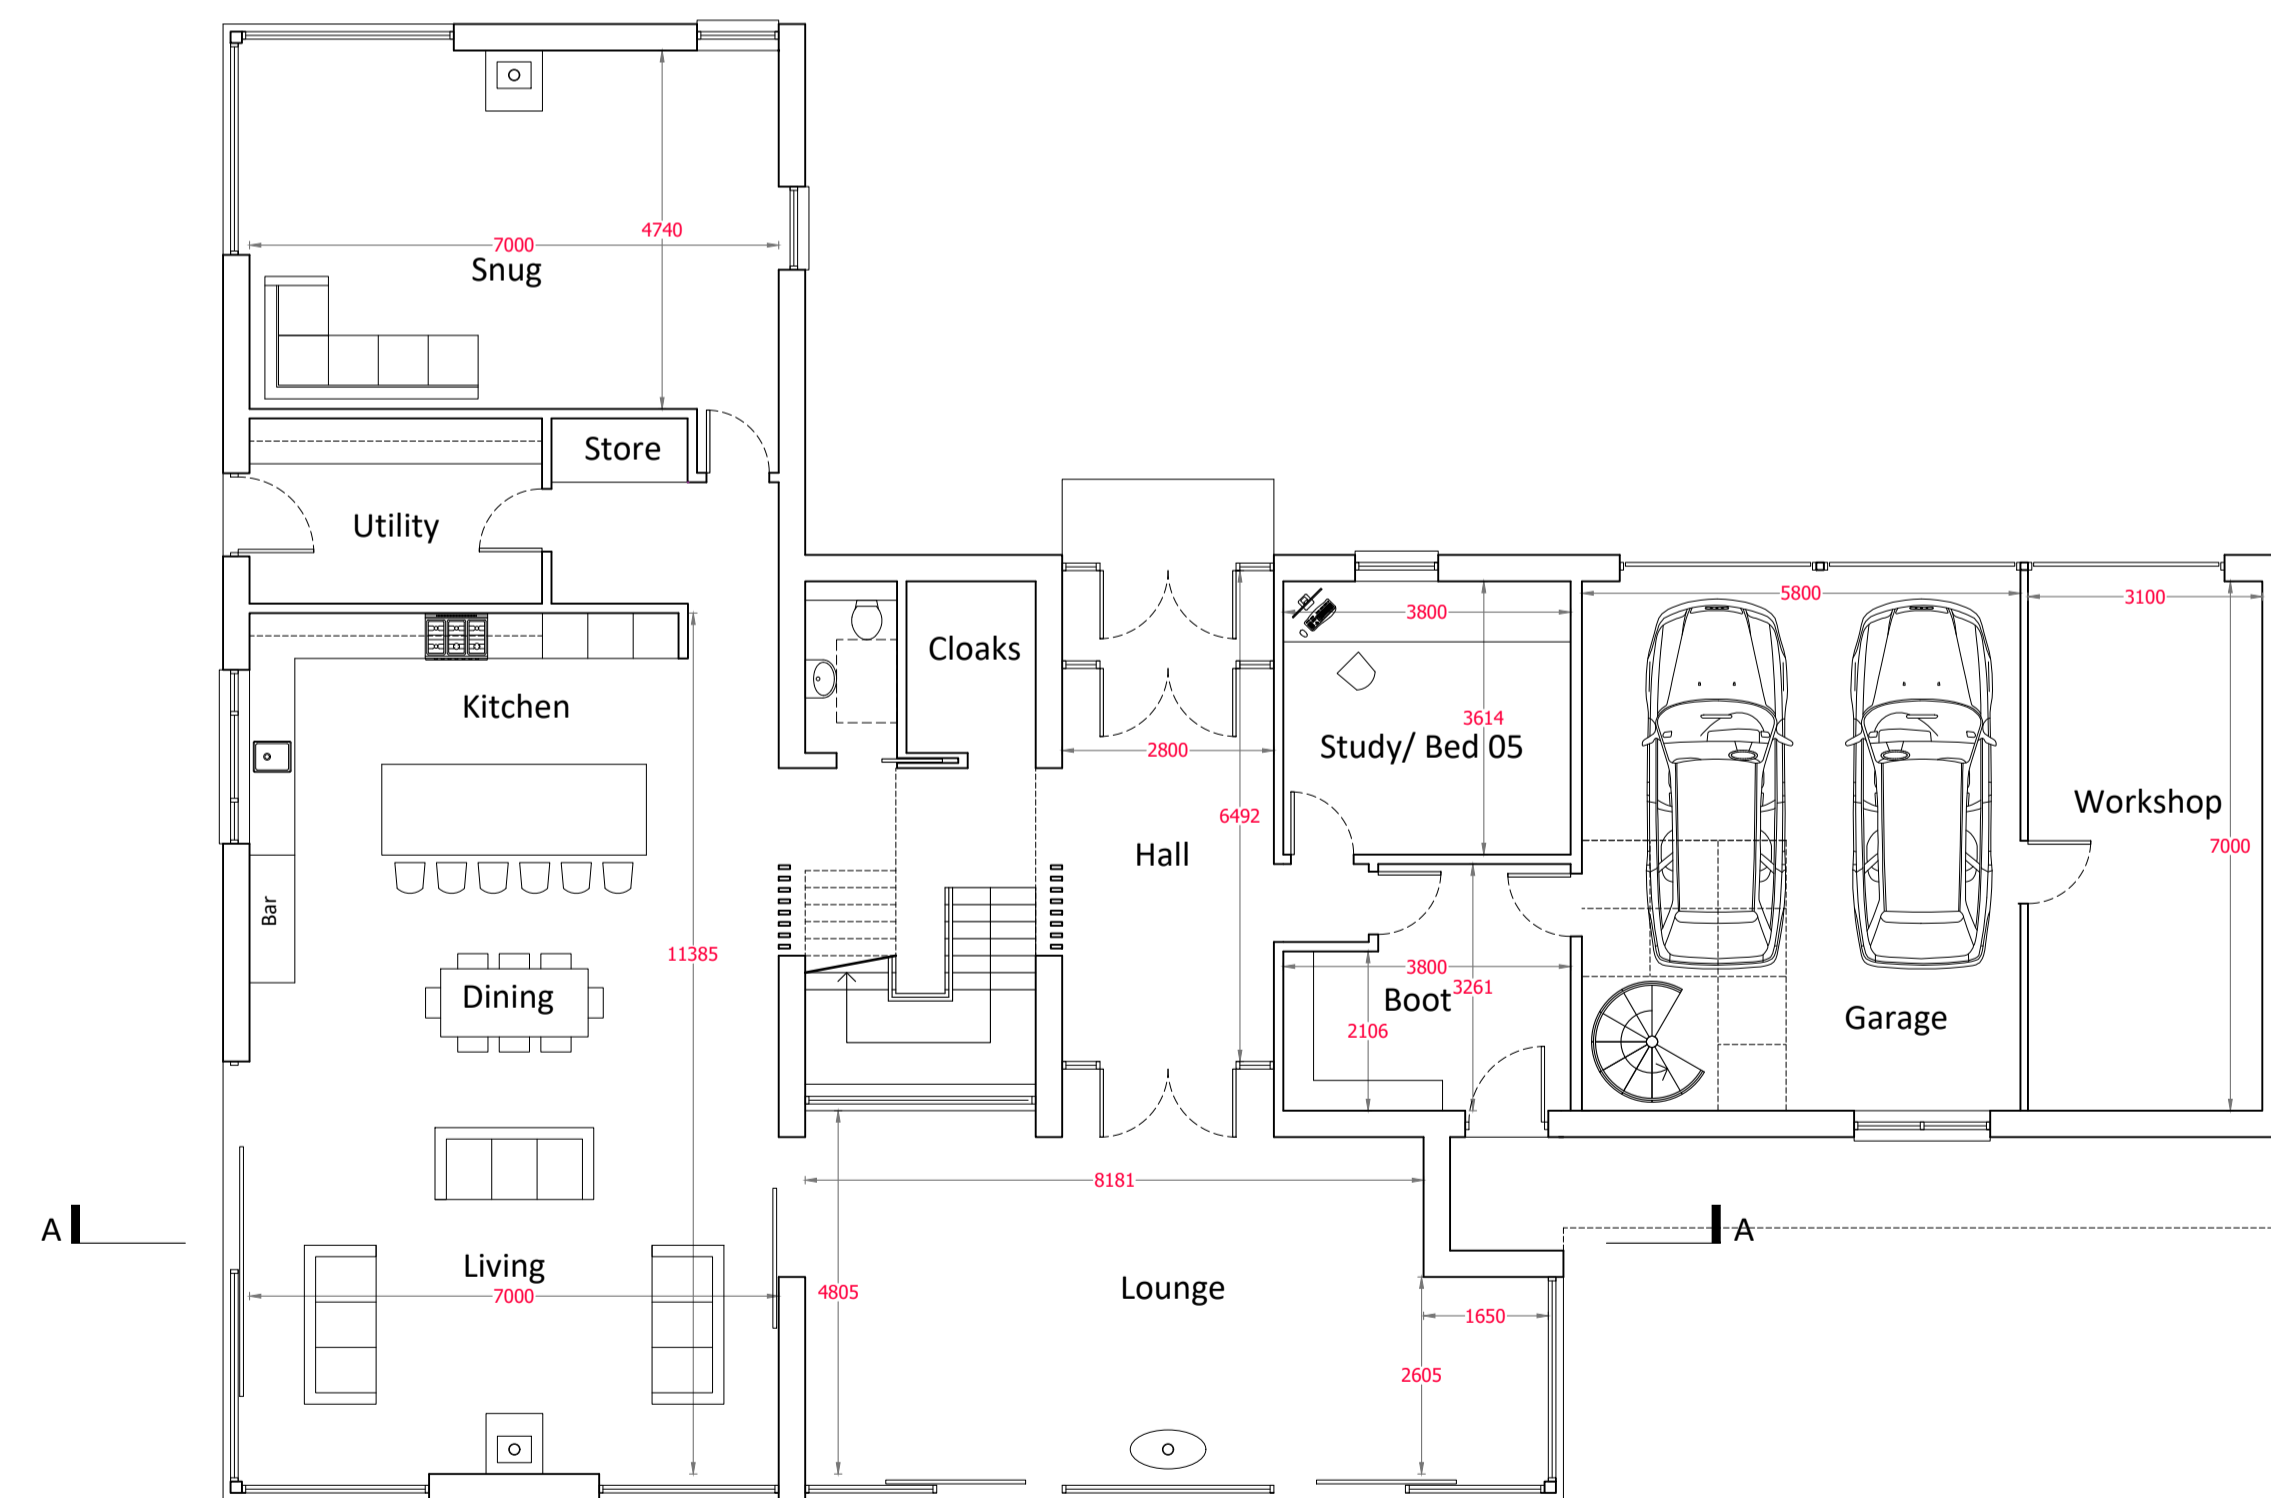 4740
7000
Snug
Store
Utility
3800
5800
3100
Cloaks
Kitchen
3614
Study/ Bed 05
2800
Workshop
6492
7000
Hall
Bar
11385
3800
Dining
Boot
3261
2106
Garage
8181
A
A
Living
7000
4805
Lounge
1650
2605